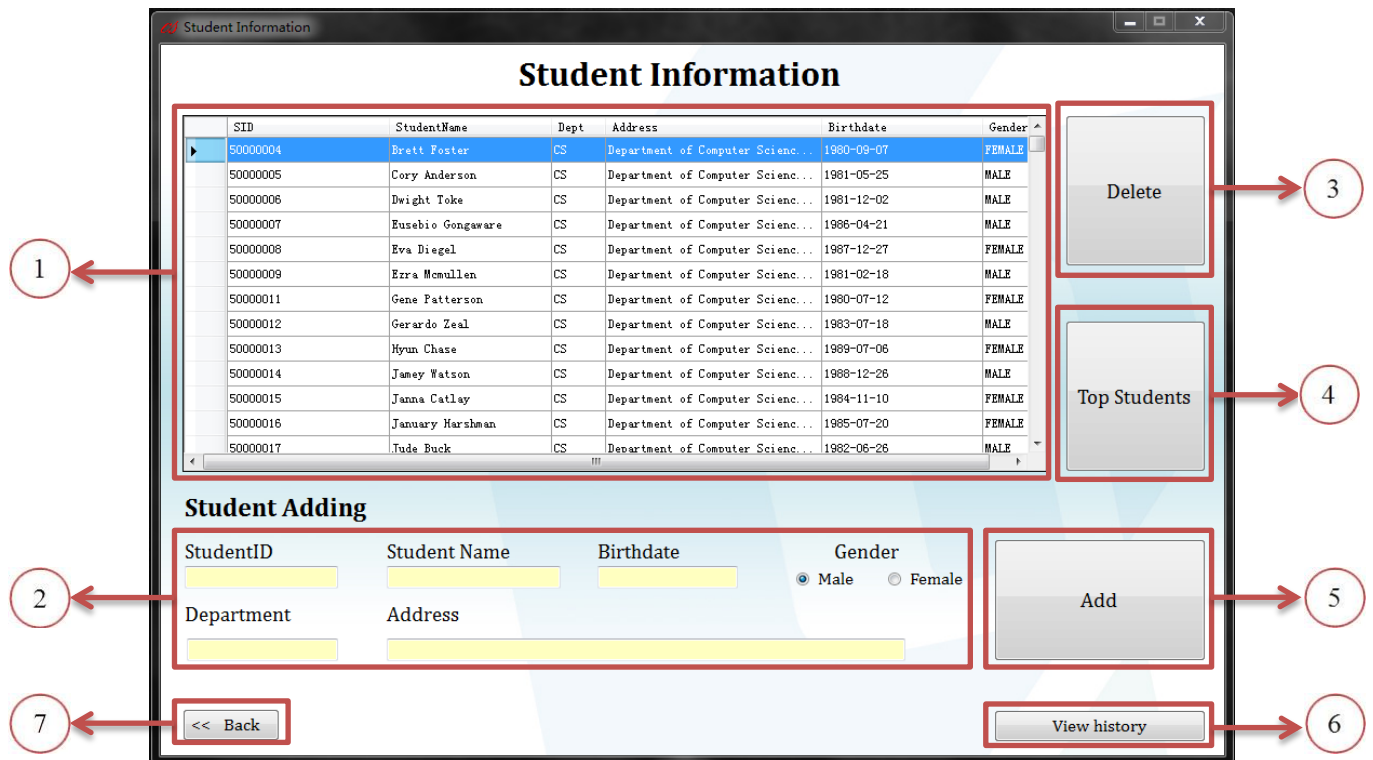 Student Information
Student Information
SID StudentName Dept Address Birthdate Gender
50000004 Brett Foster CS Department of Computer Scienc... 1980-09-07 FEMALE
50000005 Cory Anderson CS Department of Computer Scienc... 1981-05-25 MALE
50000006 Dwight Toke CS Department of Computer Scienc... 1981-12-02 MALE
50000007 Eusebio Gongaware CS Department of Computer Scienc... 1986-04-21 MALE
50000008 Eva Diegel CS Department of Computer Scienc... 1987-12-27 FEMALE
50000009 Ezra Mcmullen CS Department of Computer Scienc... 1981-02-18 MALE
50000011 Gene Patterson CS Department of Computer Scienc... 1980-07-12 FEMALE
50000012 Gerardo Zeal CS Department of Computer Scienc... 1983-07-18 MALE
50000013 Hyun Chase CS Department of Computer Scienc... 1989-07-06 FEMALE
50000014 Jamey Watson CS Department of Computer Scienc... 1988-12-26 MALE
50000015 Janna Catlay CS Department of Computer Scienc... 1984-11-10 FEMALE
50000016 January Harshman CS Department of Computer Scienc... 1985-07-20 FEMALE
50000017 Jude Buck CS Department of Computer Scienc... 1982-06-26 MALE
Delete
Top Students
1
3
4
Student Adding
StudentID Student Name Birthdate Gender
Male Female
Department Address
Add
2
5
<< Back
View history
7
6